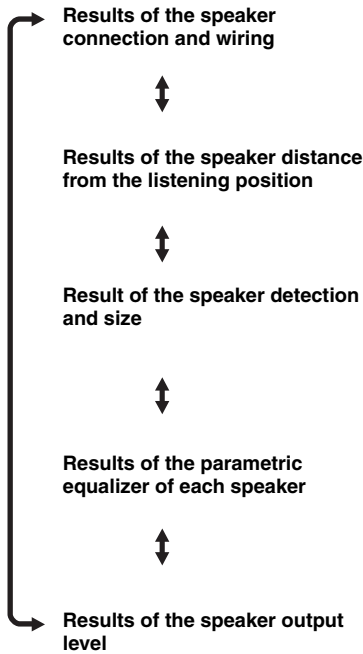 Results of the speaker
connection and wiring
Results of the speaker distance
from the listening position
Result of the speaker detection
and size
Results of the parametric
equalizer of each speaker
Results of the speaker output
level